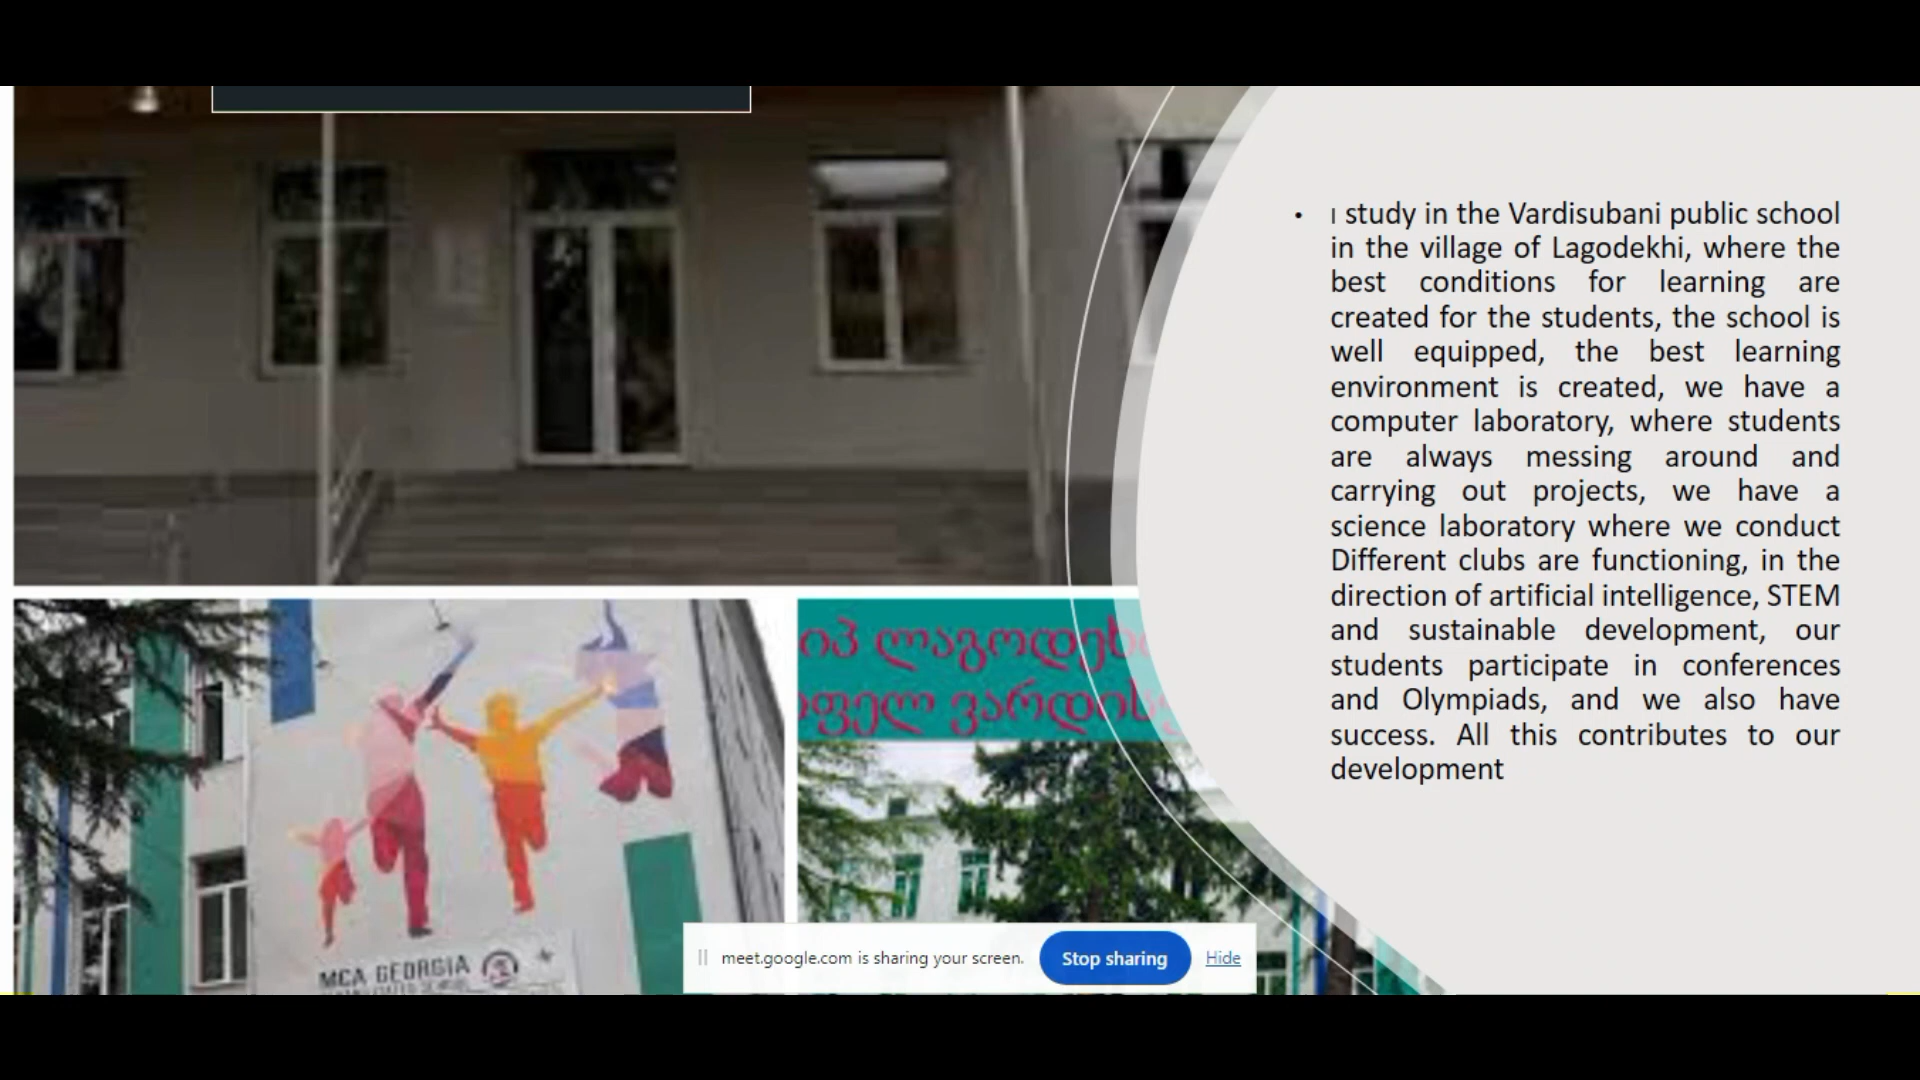 • I study in the Vardisubani public school
in the village of Lagodekhi, where the
best conditions for learning are
created for the students, the school is
well equipped, the best learning
environment is created, we have a
computer laboratory, where students
are always messing around and
carrying out projects, we have a
science laboratory where we conduct
Different clubs are functioning, in the
direction of artificial intelligence, STEM
and sustainable development, our
students participate in conferences
and Olympiads, and we also have
success. All this contributes to our
development
იპ ლაგოდეხ
ფელ ვარდის
MCA GEORGIA
meet.google.com is sharing your screen.
Stop sharing
Hide